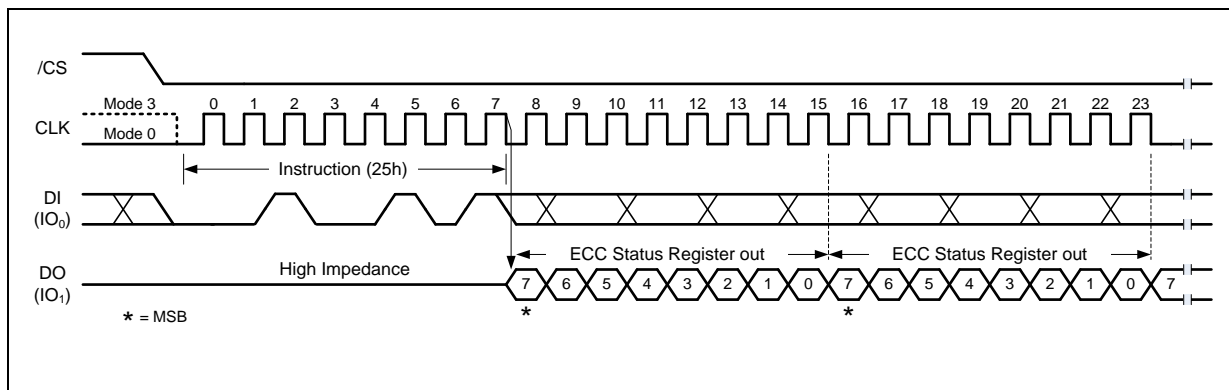 /CS
Mode 3
0 1 2 3 4 5 6 7 8 9 10 11 12 13 14 15 16 17 18 19 20 21 22 23
CLK
Mode 0
Instruction (25h)
DI
(IO₀)
ECC Status Register out
ECC Status Register out
High Impedance
DO
(IO₁)
7 6 5 4 3 2 1 0 7 6 5 4 3 2 1 0 7
* *
* = MSB